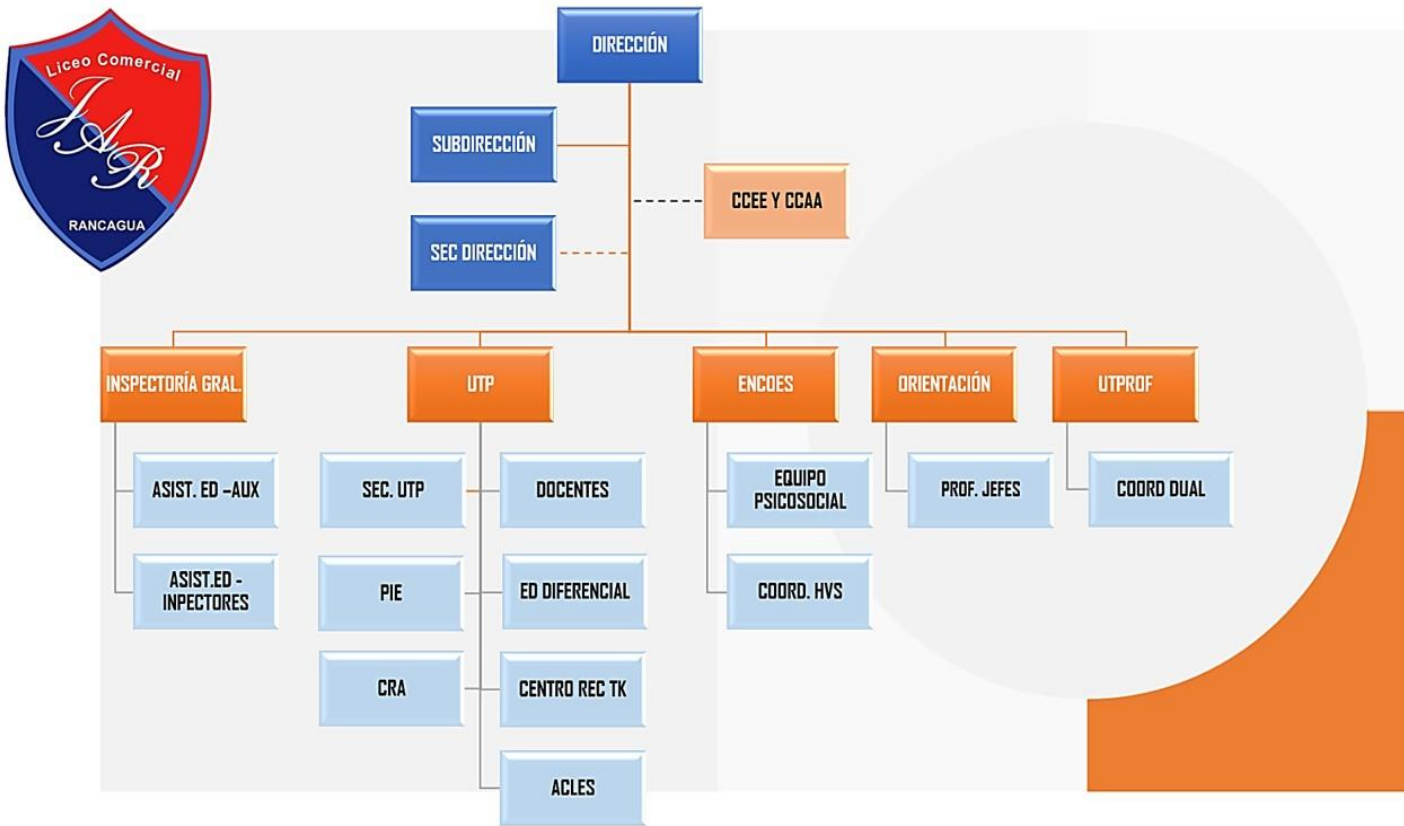 Liceo Comercial
JAR
RANCAGUA
DIRECCIÓN
SUBDIRECCIÓN
CCEE Y CCAA
SEC DIRECCIÓN
INSPECTORÍA GRAL.
UTP
ENCOES
ORIENTACIÓN
UTPROF
ASIST. ED –AUX
SEC. UTP
DOCENTES
EQUIPO
PSICOSOCIAL
PROF. JEFES
COORD DUAL
ASIST.ED -
INPECTORES
PIE
ED DIFERENCIAL
COORD. HVS
CRA
CENTRO REC TK
ACLES